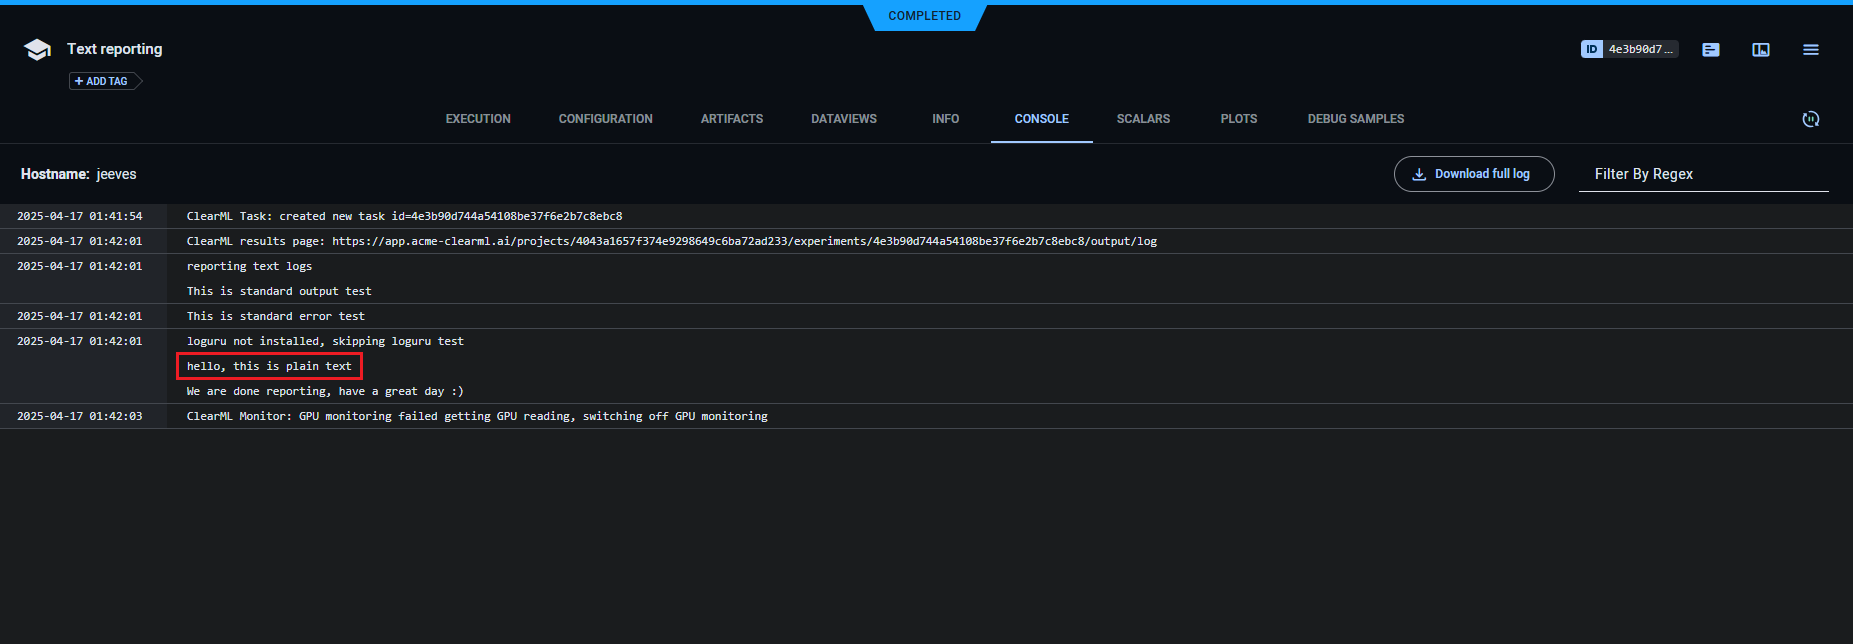 COMPLETED
Text reporting
ID 4e3b90d7...
+ ADD TAG
EXECUTION CONFIGURATION ARTIFACTS DATAVIEWS INFO CONSOLE SCALARS PLOTS DEBUG SAMPLES
Hostname: jeeves
Download full log
Filter By Regex
2025-04-17 01:41:54 ClearML Task: created new task id=4e3b90d744a54108be37f6e2b7c8ebc8
2025-04-17 01:42:01 ClearML results page: https://app.acme-clearml.ai/projects/4043a1657f374e9298649c6ba72ad233/experiments/4e3b90d744a54108be37f6e2b7c8ebc8/output/log
2025-04-17 01:42:01 reporting text logs
This is standard output test
2025-04-17 01:42:01 This is standard error test
2025-04-17 01:42:01 loguru not installed, skipping loguru test
hello, this is plain text
We are done reporting, have a great day :)
2025-04-17 01:42:03 ClearML Monitor: GPU monitoring failed getting GPU reading, switching off GPU monitoring